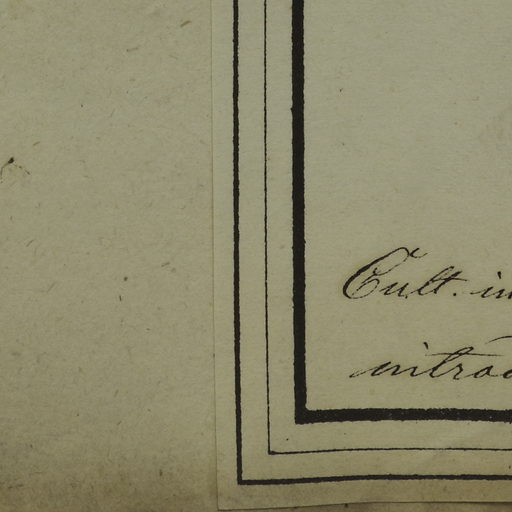 Cult. in
introd